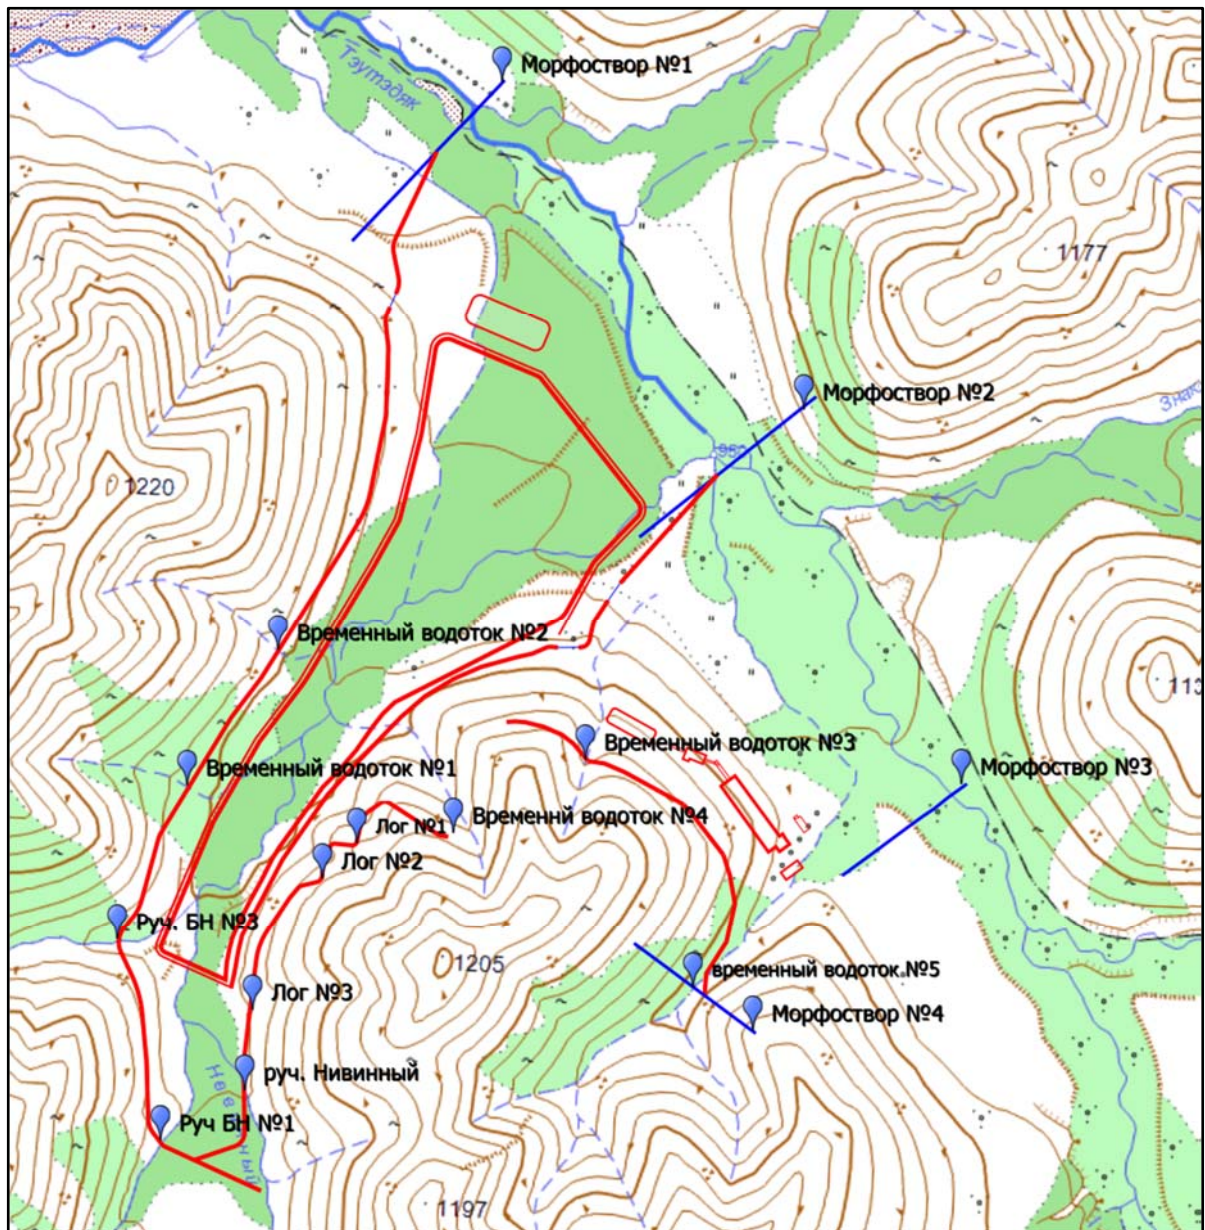 Морфоствор №1
Тэутэдяк
1177
Морфоствор №2
950
1220
Временный водоток №2
113
Временный водоток №3
Временный водоток №1
Морфоствор №3
Лог №1
Временнй водоток №4
Лог №2
Руч. БН №3
1205
временный водоток №5
Лог №3
Морфоствор №4
руч. Нивинный
Руч БН №1
1197